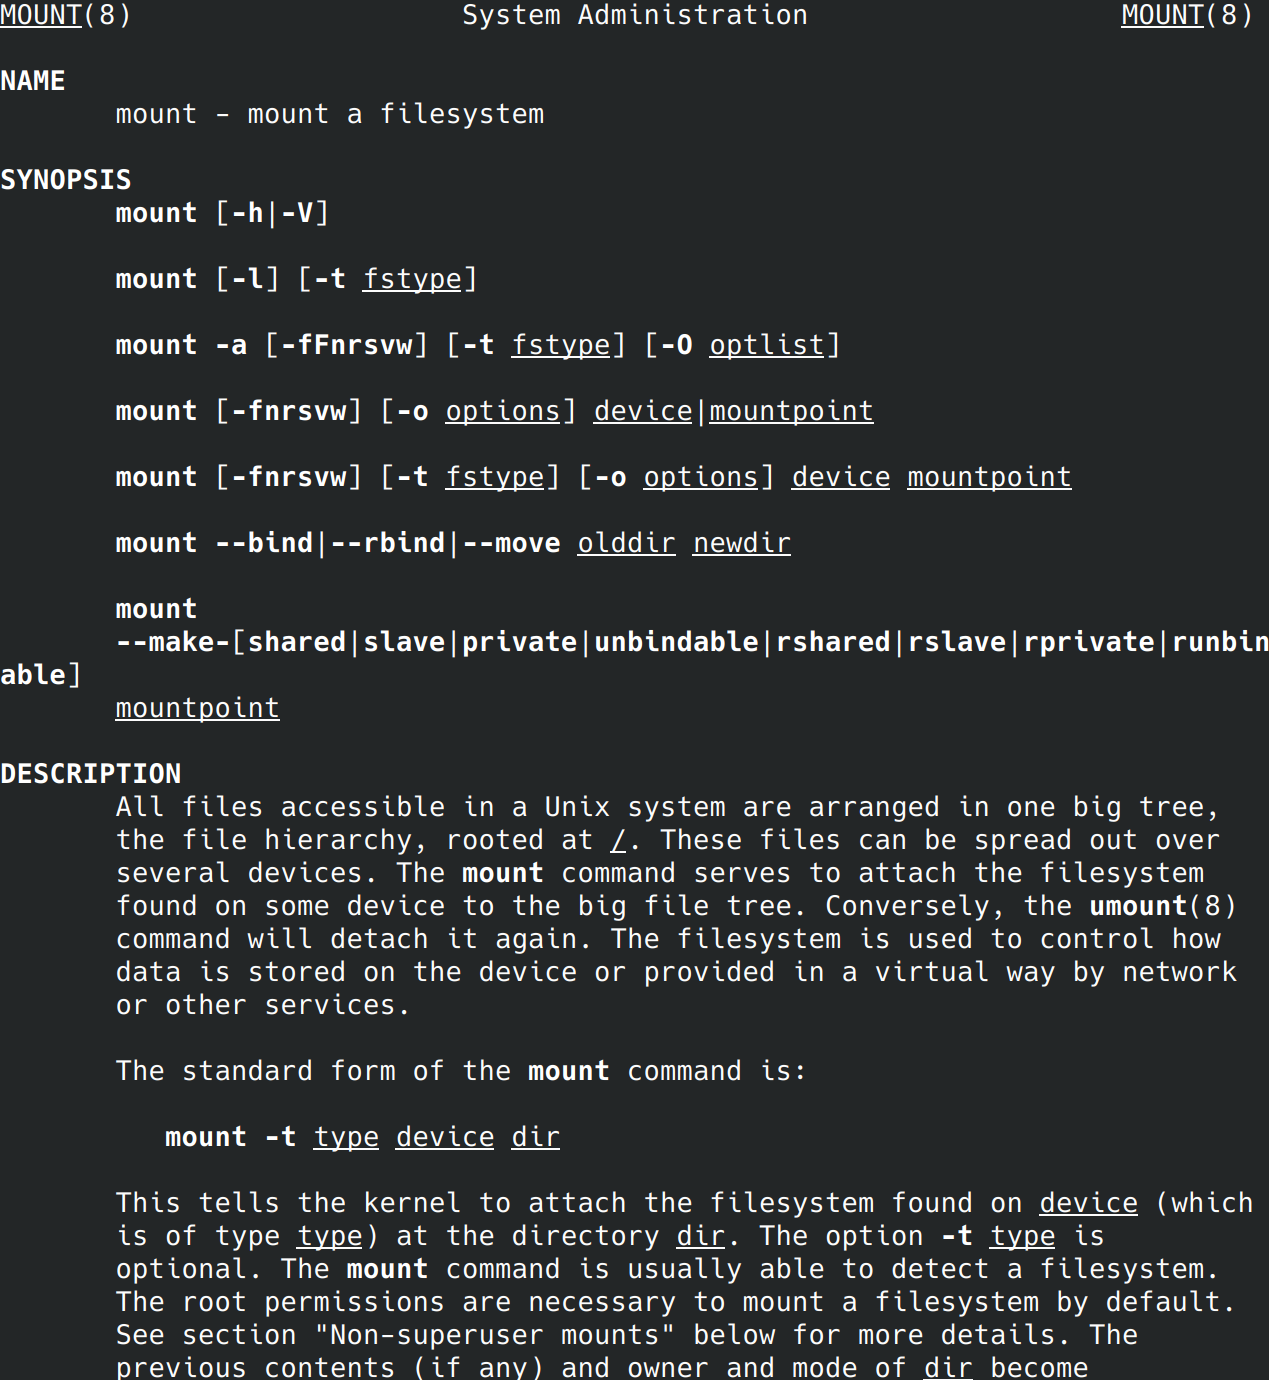 MOUNT(8)                    System Administration                   MOUNT(8)
NAME
mount - mount a filesystem
SYNOPSIS
mount [-h|-V]
mount [-l] [-t fstype]
mount -a [-fFnrsvw] [-t fstype] [-O optlist]
mount [-fnrsvw] [-o options] device|mountpoint
mount [-fnrsvw] [-t fstype] [-o options] device mountpoint
mount --bind|--rbind|--move olddir newdir
mount
--make-[shared|slave|private|unbindable|rshared|rslave|rprivate|runbin
able]
mountpoint
DESCRIPTION
All files accessible in a Unix system are arranged in one big tree,
the file hierarchy, rooted at /. These files can be spread out over
several devices. The mount command serves to attach the filesystem
found on some device to the big file tree. Conversely, the umount(8)
command will detach it again. The filesystem is used to control how
data is stored on the device or provided in a virtual way by network
or other services.
The standard form of the mount command is:
mount -t type device dir
This tells the kernel to attach the filesystem found on device (which
is of type type) at the directory dir. The option -t type is
optional. The mount command is usually able to detect a filesystem.
The root permissions are necessary to mount a filesystem by default.
See section "Non-superuser mounts" below for more details. The
previous contents (if any) and owner and mode of dir become